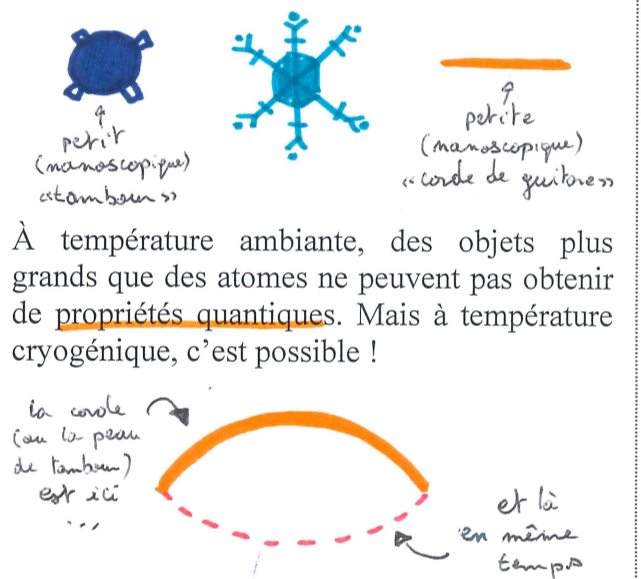 petit
(nanoscopique)
«tambour»
petite
(nanoscopique)
«corde de guitare»
À température ambiante, des objets plus
grands que des atomes ne peuvent pas obtenir
de propriétés quantiques. Mais à température
cryogénique, c’est possible !
la corde
(ou la peau
de tambour)
est ici
...
et là
en même
temps